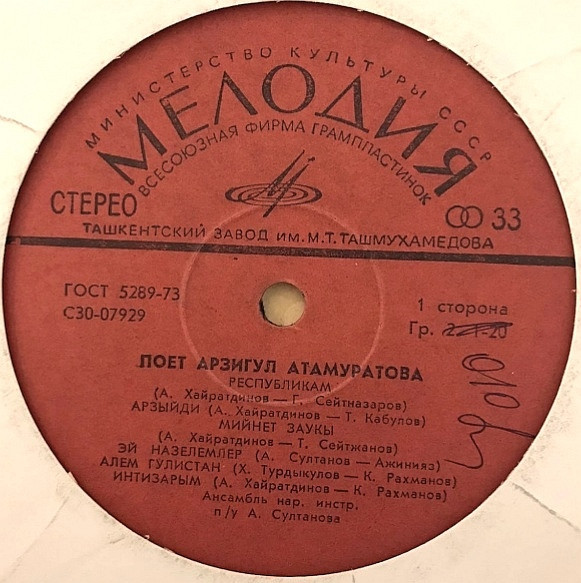 МИНИСТЕРСТВО КУЛЬТУРЫ СССР
МЕЛОДИЯ
ВСЕСОЮЗНАЯ ФИРМА ГРАМПЛАСТИНОК
СТЕРЕО
33
ТАШКЕНТСКИЙ ЗАВОД ИМ. М.Т. ТАШМУХАМЕДОВА
ГОСТ 5289-73
С30-07929
1 сторона
Гр.
ПОЕТ АРЗИГУЛ АТАМУРАТОВА
РЕСПУБЛИКАМ
(А. Хайратдинов — Г. Сейтназаров)
АРЗЫЙДИ (А. Хайратдинов — Т. Кабулов)
МИЙНЕТ ЗАУКЫ
(А. Хайратдинов — Т. Сейтжанов)
ЭЙ НАЗЕЛЕМЛЕР (А. Султанов — Ажинияз)
АЛЕМ ГУЛИСТАН (Х. Турдыкулов — К. Рахманов)
ИНТИЗАРЫМ (А. Хайратдинов — К. Рахманов)
Ансамбль нар. инстр.
п/у А. Султанова